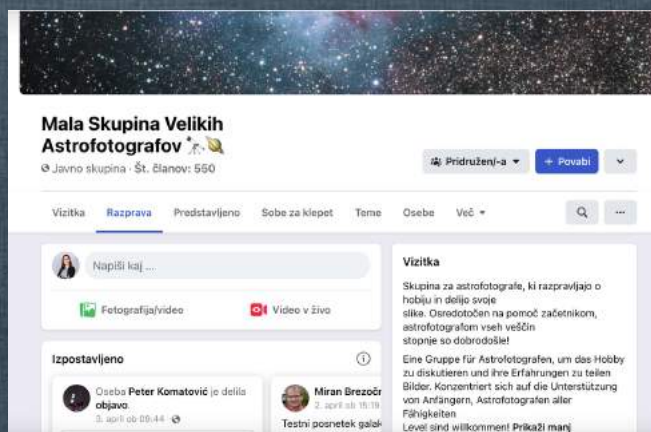 Mala Skupina Velikih
Astrofotografov
Javno skupina · Št. članov: 550
Pridružen/-a
+ Povabi
Vizitka Razprava Predstavljeno Sobe za klepet Teme Osebe Več
Napiši kaj ...
Fotografija/video
Video v živo
Izpostavljeno
Oseba Peter Komatović je delila
objavo.
3. april ob 09:44
Miran Brezočn
2. april ob 15:19
Testni posnetek galak
Vizitka
Skupina za astrofotografe, ki razpravljajo o
hobiju in delijo svoje
slike. Osredotočen na pomoč začetnikom,
astrofotografom vseh veščin
stopnje so dobrodošle!
Eine Gruppe für Astrofotografen, um das Hobby
zu diskutieren und ihre Erfahrungen zu teilen
Bilder. Konzentriert sich auf die Unterstützung
von Anfängern, Astrofotografen aller
Fähigkeiten
Level sind willkommen! Prikaži manj